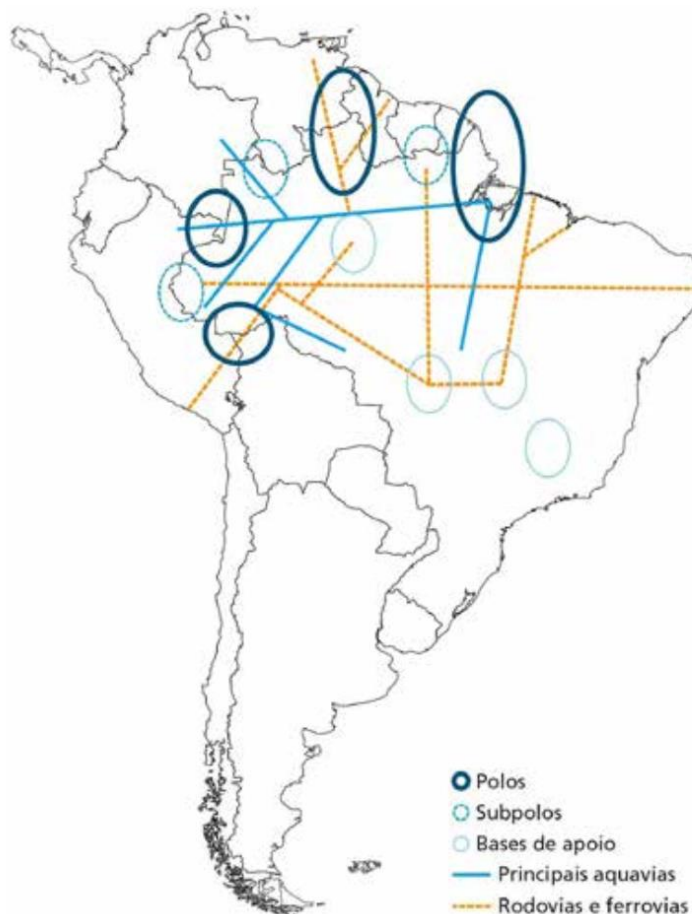 Polos
Subpolos
Bases de apoio
Principais aquavias
Rodovias e ferrovias